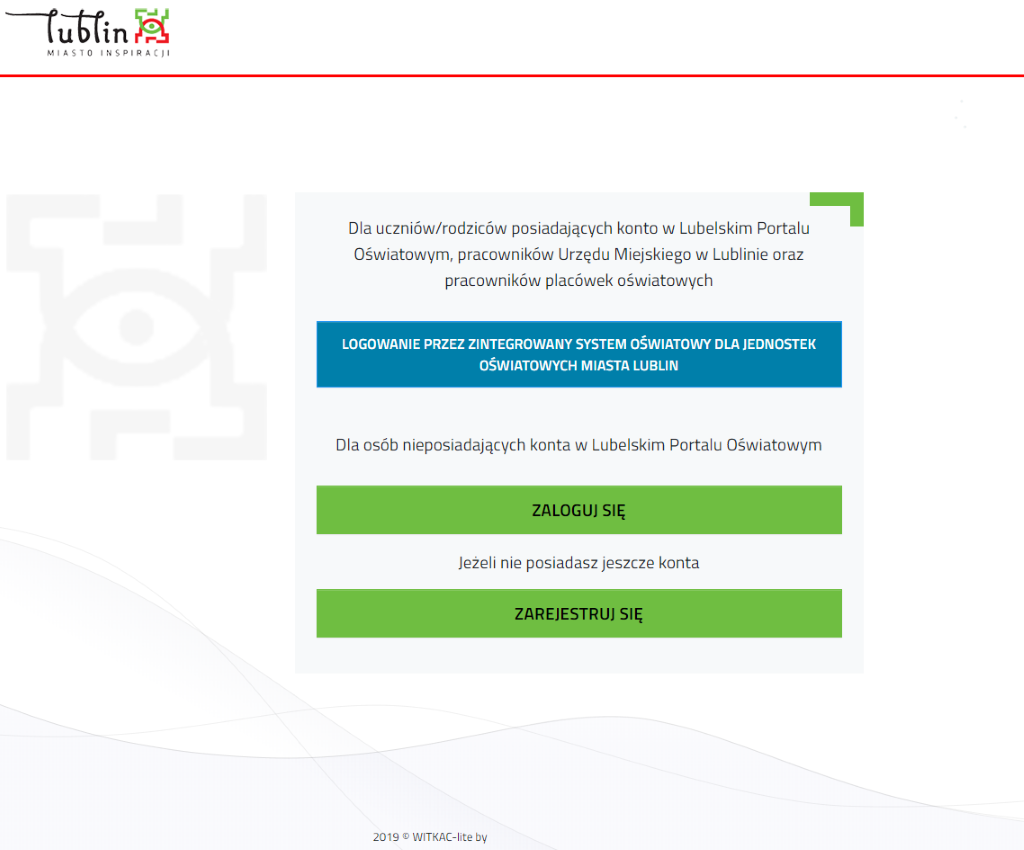 lublin
MIASTO INSPIRACJI
Dla uczniów/rodziców posiadających konto w Lubelskim Portalu
Oświatowym, pracowników Urzędu Miejskiego w Lublinie oraz
pracowników placówek oświatowych
LOGOWANIE PRZEZ ZINTEGROWANY SYSTEM OŚWIATOWY DLA JEDNOSTEK
OŚWIATOWYCH MIASTA LUBLIN
Dla osób nieposiadających konta w Lubelskim Portalu Oświatowym
ZALOGUJ SIĘ
Jeżeli nie posiadasz jeszcze konta
ZAREJESTRUJ SIĘ
2019 © WITKAC-lite by